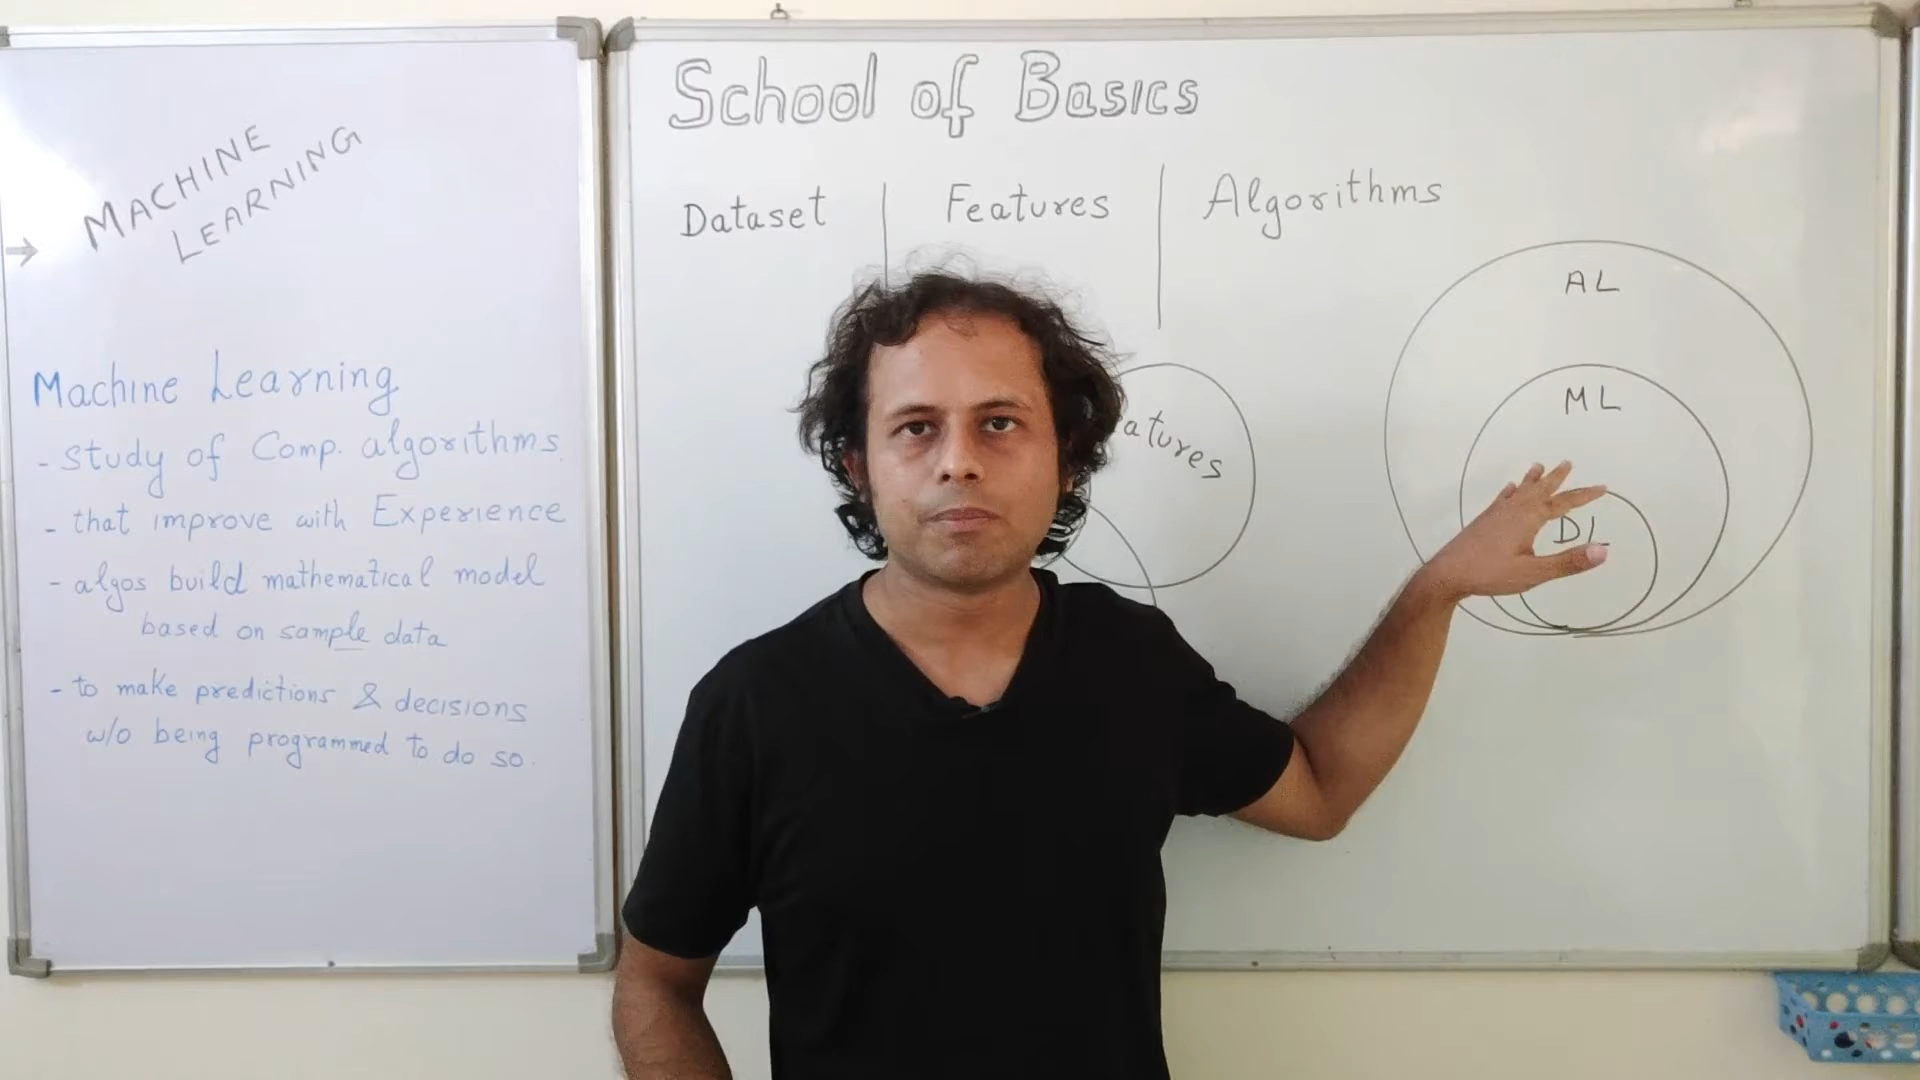 MACHINE
LEARNING
Machine Learning
- Study of Comp. algorithms.
- that improve with Experience
- algos build mathematical model
based on sample data
- to make predictions & decisions
w/o being programmed to do so.
School of Basics
Dataset | Features | Algorithms
atures
AL
ML
DL